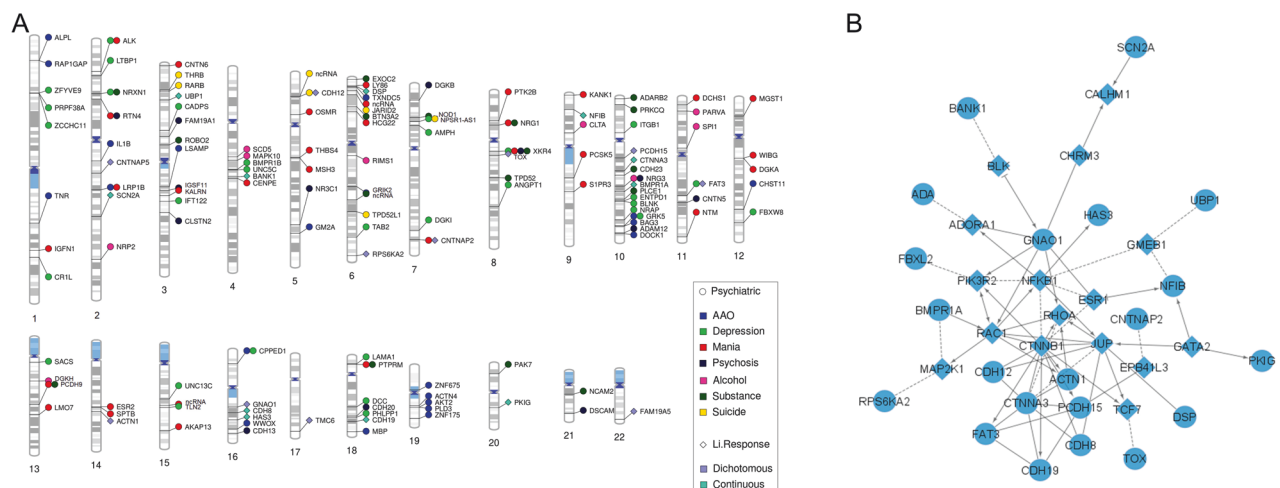 A
B
ALPL
RAP1GAP
ZFYVE9
PRPF38A
ZCCHC11
TNR
IGFN1
CR1L
1
ALK
LTBP1
NRXN1
RTN4
IL1B
CNTNAP5
LRP1B
SCN2A
NRP2
2
CNTN6
THRB
RARB
UBP1
CADPS
FAM19A1
ROBO2
LSAMP
IGSF11
KALRN
IFT122
CLSTN2
3
SCD5
MAPK10
BMPR1B
UNC5C
BANK1
CENPE
4
ncRNA
CDH12
OSMR
THBS4
MSH3
NR3C1
GM2A
5
EXOC2
LY86
DSP
TXNDC5
ncRNA
JARID2
BTN3A2
HCG22
RIMS1
GRIK2
ncRNA
TPD52L1
TAB2
RPS6KA2
6
DGKB
NOD1
NPSR1-AS1
AMPH
DGKI
CNTNAP2
7
PTK2B
NRG1
XKR4
TOX
TPD52
ANGPT1
8
KANK1
NFIB
CLTA
PCSK5
S1PR3
9
ADARB2
PRKCQ
ITGB1
PCDH15
CTNNA3
CDH23
NRG3
BMPR1A
PLCE1
ENTPD1
BLNK
NRAP
GRK5
BAG3
ADAM12
DOCK1
10
DCHS1
PARVA
SPI1
FAT3
CNTN5
NTM
11
MGST1
WIBG
DGKA
CHST11
FBXW8
12
SACS
DGKH
PCDH9
LMO7
13
ESR2
SPTB
ACTN1
14
UNC13C
ncRNA
TLN2
AKAP13
15
CPPED1
GNAO1
CDH8
HAS3
WWOX
CDH13
16
TMC6
17
LAMA1
PTPRM
DCC
CDH20
PHLPP1
CDH19
MBP
18
ZNF675
ACTN4
AKT2
PLD3
ZNF175
19
PAK7
PKIG
20
NCAM2
DSCAM
21
FAM19A5
22
Psychiatric
AAO
Depression
Mania
Psychosis
Alcohol
Substance
Suicide
Li.Response
Dichotomous
Continuous
SCN2A
CALHM1
BANK1
BLK
CHRM3
ADA
ADORA1
HAS3
UBP1
GNAO1
GMEB1
FBXL2
PIK3R2
NFKB1
ESR1
NFIB
BMPR1A
RHOA
CNTNAP2
RAC1
CTNNB1
JUP
GATA2
PKIG
MAP2K1
CDH12
ACTN1
EPB41L3
RPS6KA2
CTNNA3
PCDH15
TCF7
DSP
FAT3
CDH8
TOX
CDH19